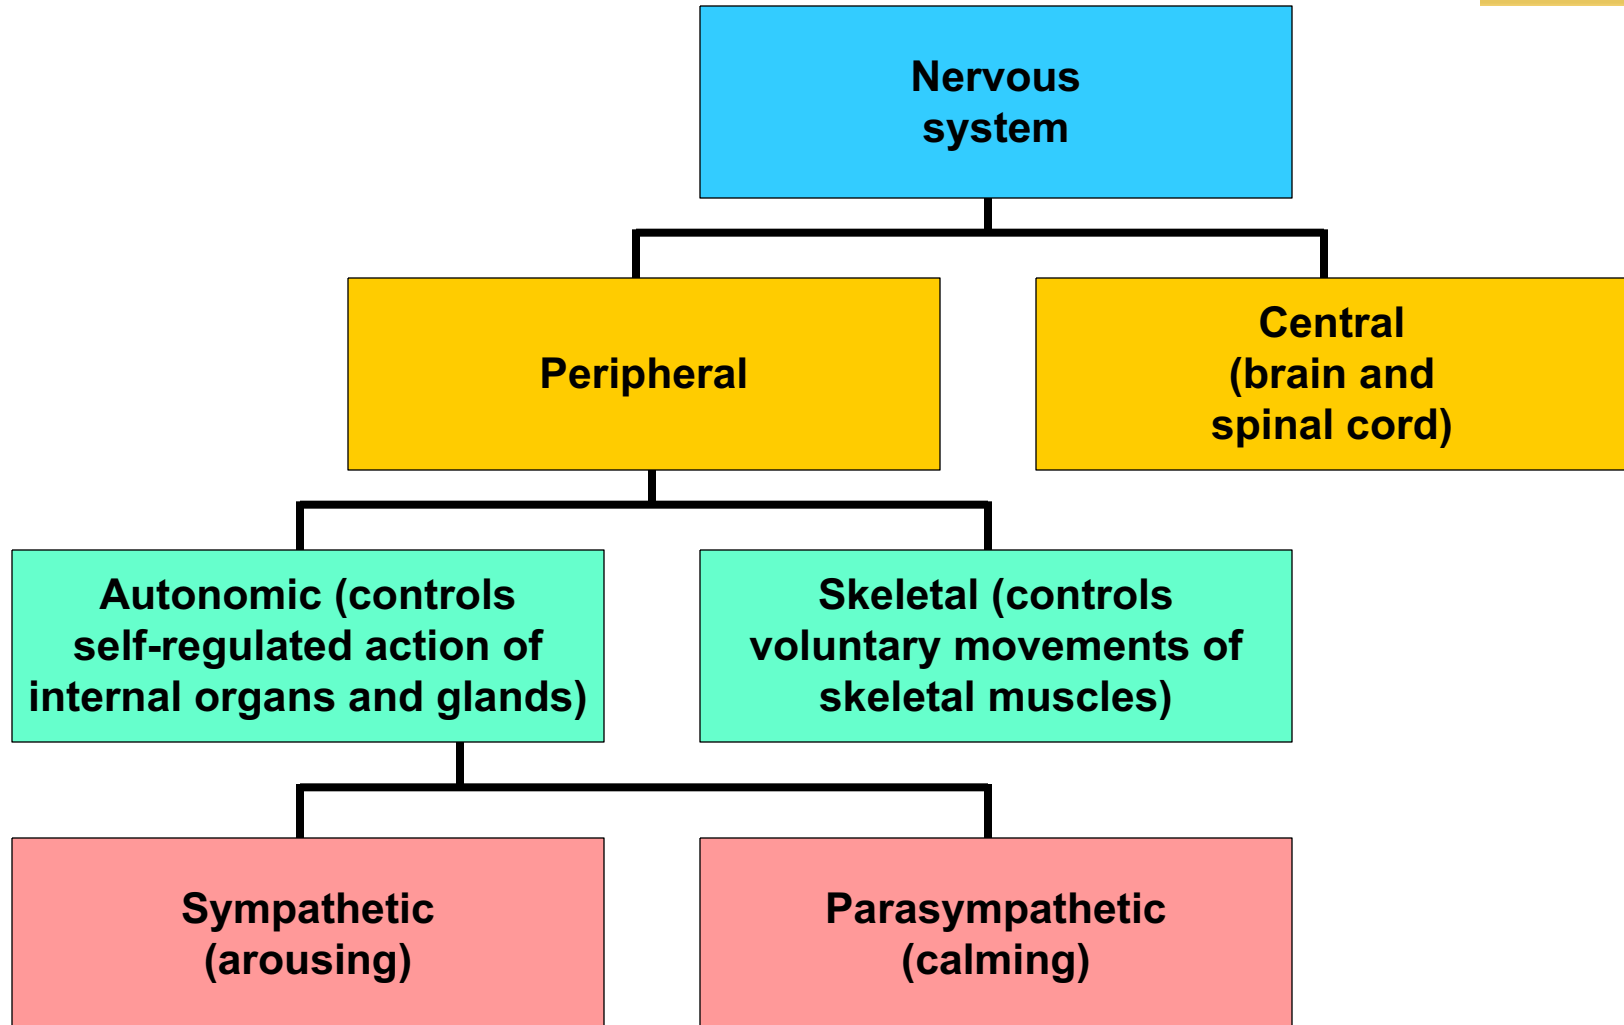 Nervous
system
Peripheral
Central
(brain and
spinal cord)
Autonomic (controls
self-regulated action of
internal organs and glands)
Skeletal (controls
voluntary movements of
skeletal muscles)
Sympathetic
(arousing)
Parasympathetic
(calming)